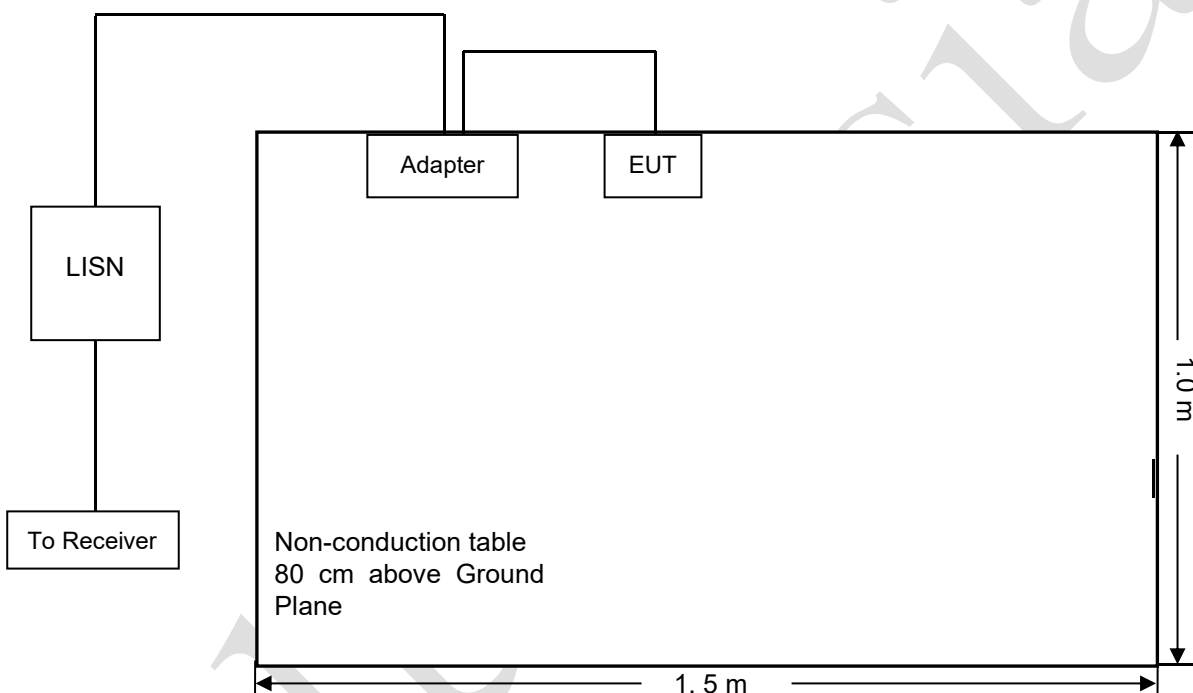 Adapter
EUT
LISN
1.0 m
To Receiver
Non-conduction table
80 cm above Ground
Plane
1. 5 m